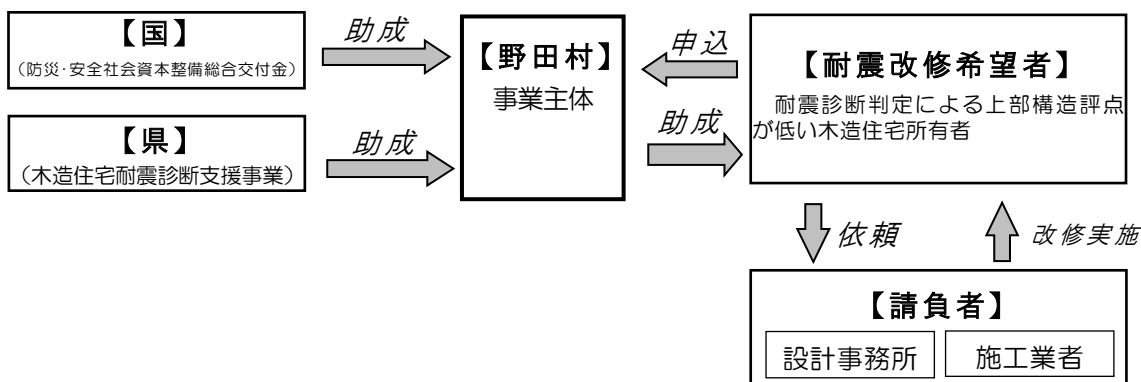 【国】
(防災・安全社会資本整備総合交付金)
助成
【県】
(木造住宅耐震診断支援事業)
助成
【野田村】
事業主体
申込
助成
【耐震改修希望者】
耐震診断判定による上部構造評点
が低い木造住宅所有者
依頼
改修実施
【請負者】
設計事務所
施工業者